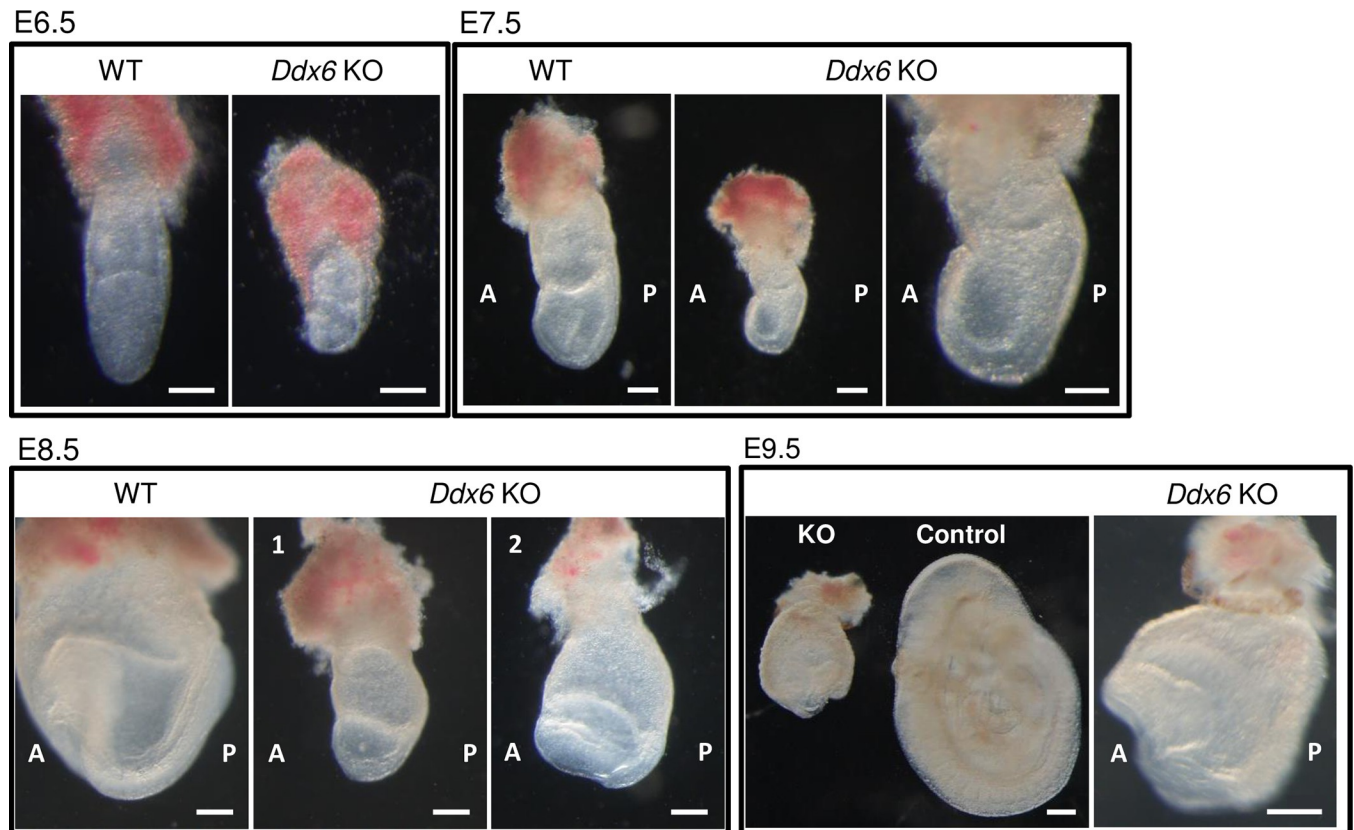 E6.5
WT Ddx6 KO
E7.5
WT Ddx6 KO
A P A P A P
E8.5
WT Ddx6 KO
1 2
A P A P A P
E9.5
Ddx6 KO
KO Control
A P